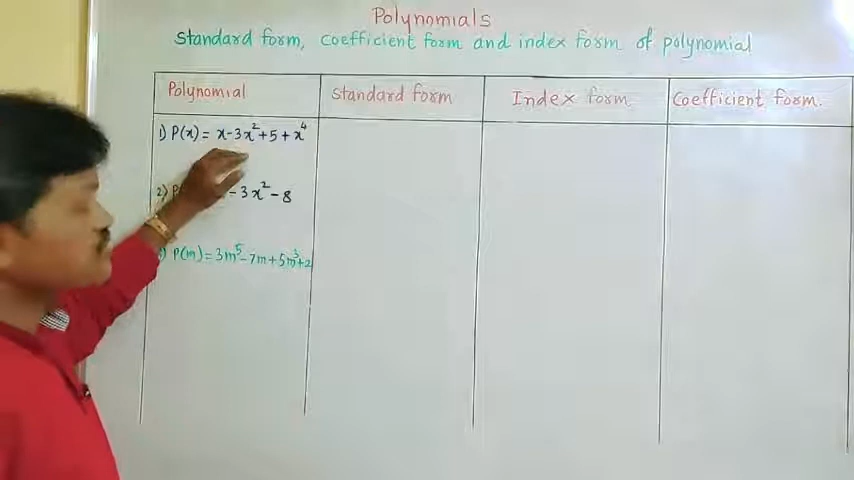 Polynomials
Standard form, coefficient form and index form of polynomial
Polynomial Standard form Index form Coefficient form.
1) P(x) = x-3x²+5+x⁴
2) P - 3x² - 8
P(m) = 3m⁵-7m+5m³+2